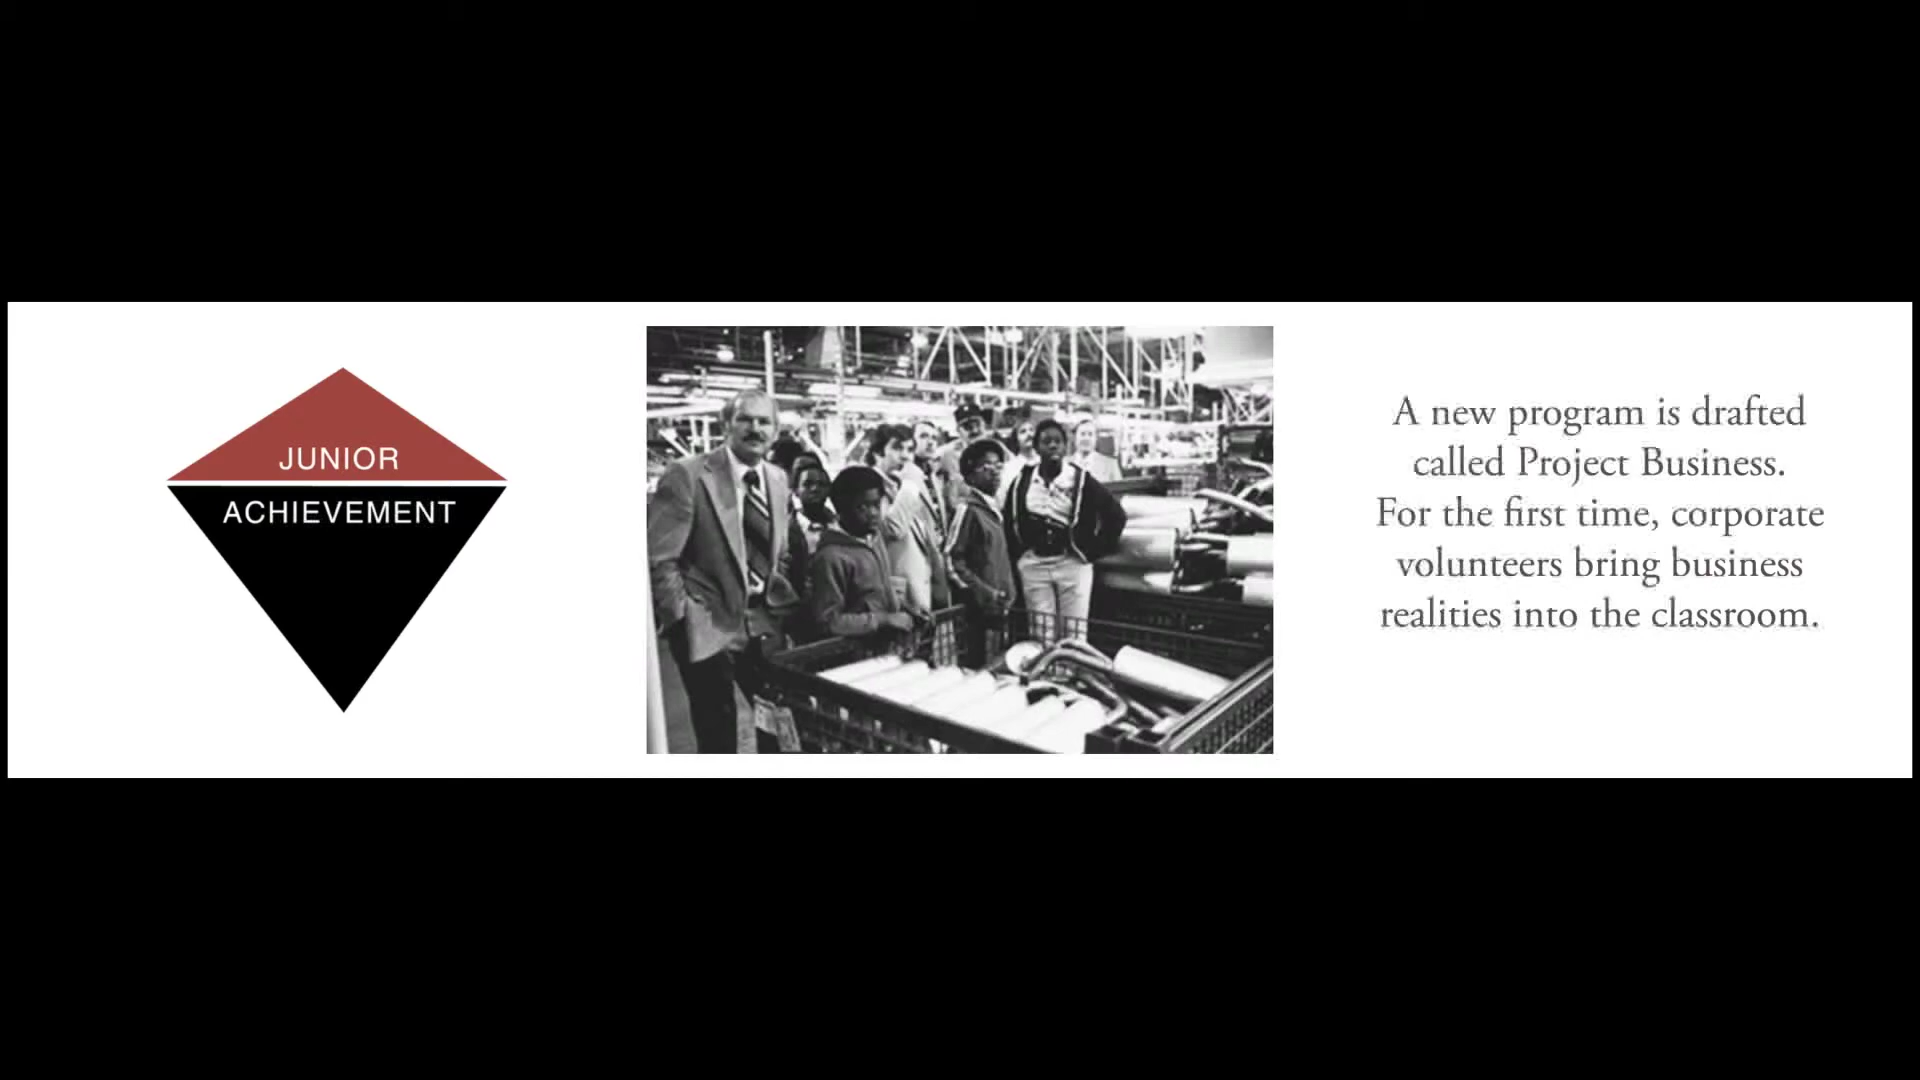 JUNIOR
ACHIEVEMENT
A new program is drafted
called Project Business.
For the first time, corporate
volunteers bring business
realities into the classroom.